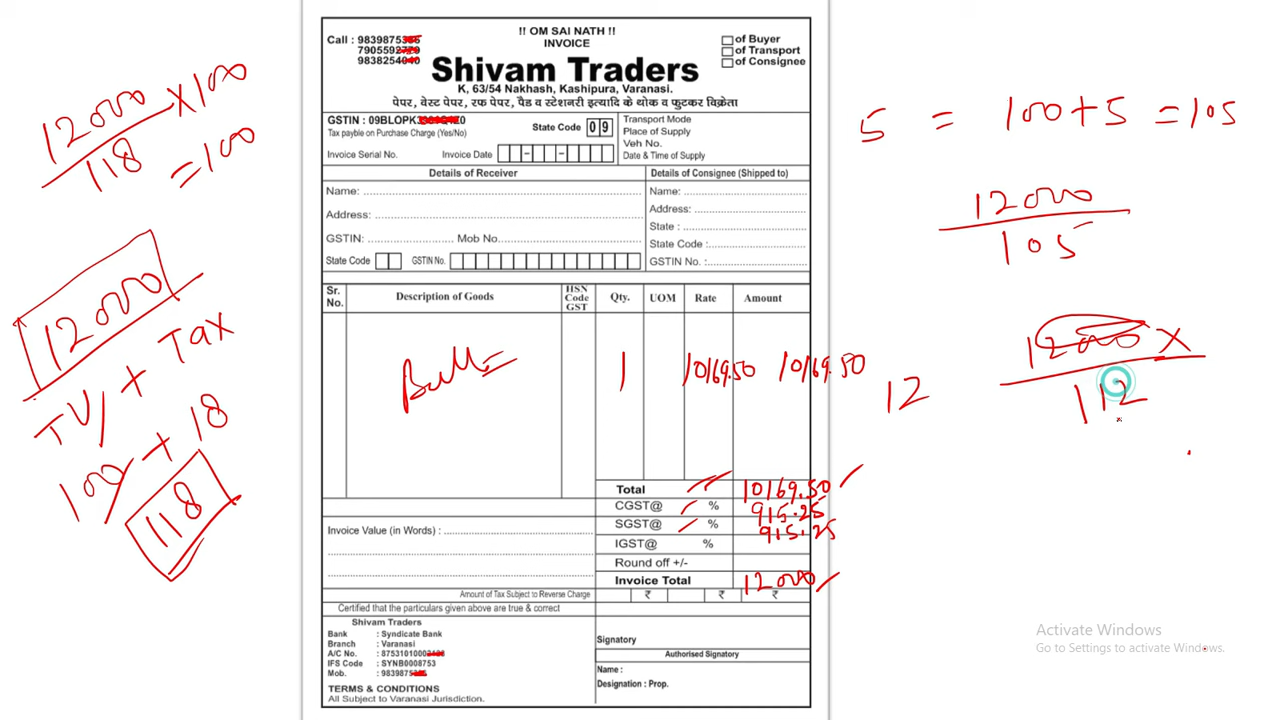 12000 X 100
118
= 100
12000
TV + Tax
100 + 18
118
!! OM SAI NATH !!
INVOICE
Call : 9839875
7905592
9838254
of Buyer
of Transport
of Consignee
Shivam Traders
K, 63/54 Nakhash, Kashipura, Varanasi.
पेपर, वेस्ट पेपर, रफ पेपर, पैड व स्टेशनरी इत्यादि के थोक व फुटकर विक्रेता
GSTIN : 09BLOPK
Tax payble on Purchase Charge (Yes/No)
State Code 09
Invoice Serial No. Invoice Date
Transport Mode
Place of Supply
Veh No.
Date & Time of Supply
Details of Receiver
Name:
Address:
GSTIN: Mob No.
State Code GSTIN No.
Details of Consignee (Shipped to)
Name:
Address:
State :
State Code :
GSTIN No. :
Sr. No. Description of Goods HSN Code GST Qty. UOM Rate Amount
1 10169.50 10169.50
Total 10169.50
CGST@ % 915.25
SGST@ % 915.25
IGST@ %
Round off +/-
Invoice Total 12000
Invoice Value (in Words) :
Amount of Tax Subject to Reverse Charge ₹ ₹ ₹
Certified that the particulars given above are true & correct
Shivam Traders
Bank : Syndicate Bank
Branch : Varanasi
A/C No. : 87531010002
IFS Code : SYNB0008753
Mob. : 9839875
TERMS & CONDITIONS
All Subject to Varanasi Jurisdiction.
Signatory
Authorised Signatory
Name :
Designation : Prop.
5 = 100 + 5 = 105
12000
105
12 12000 X
112
Activate Windows
Go to Settings to activate Windows.